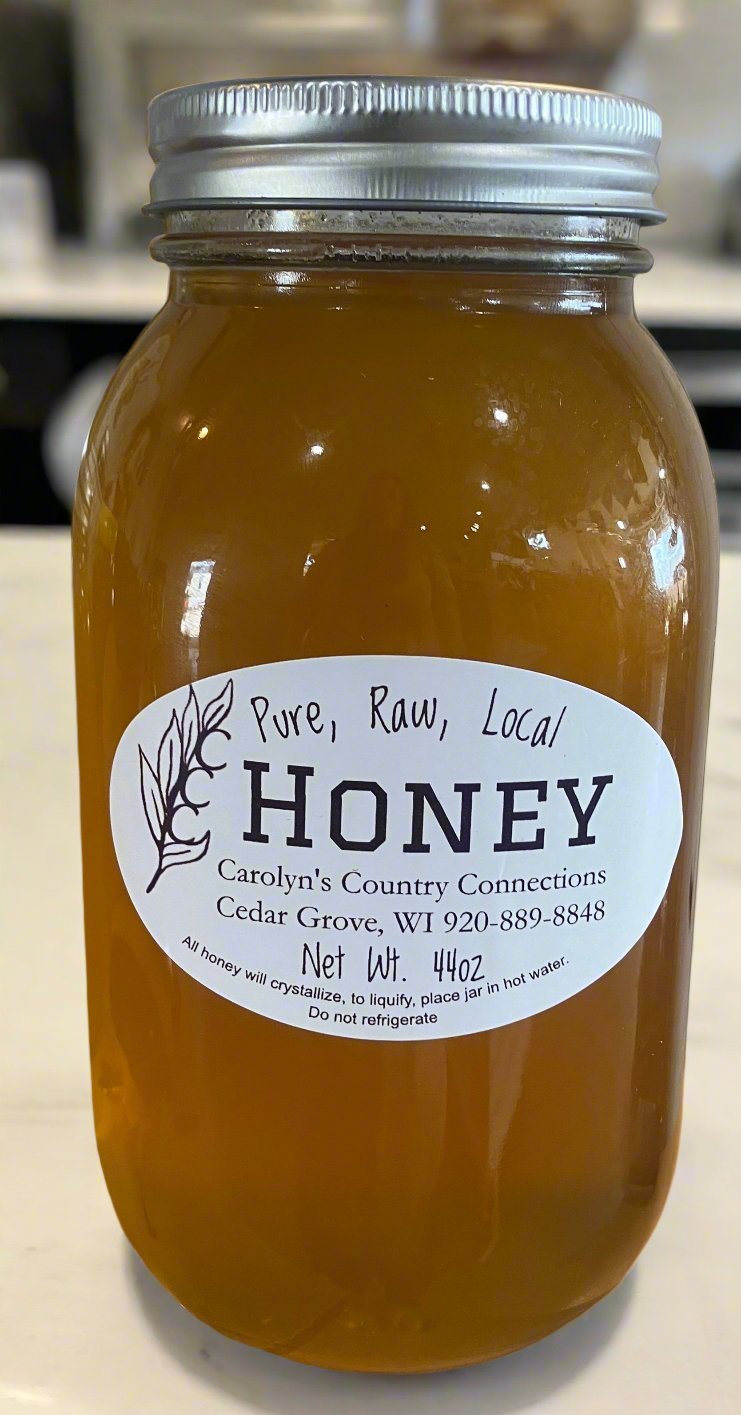 Pure, Raw, Local
HONEY
Carolyn's Country Connections
Cedar Grove, WI 920-889-8848
Net Wt. 44oz
All honey will crystallize, to liquify, place jar in hot water.
Do not refrigerate